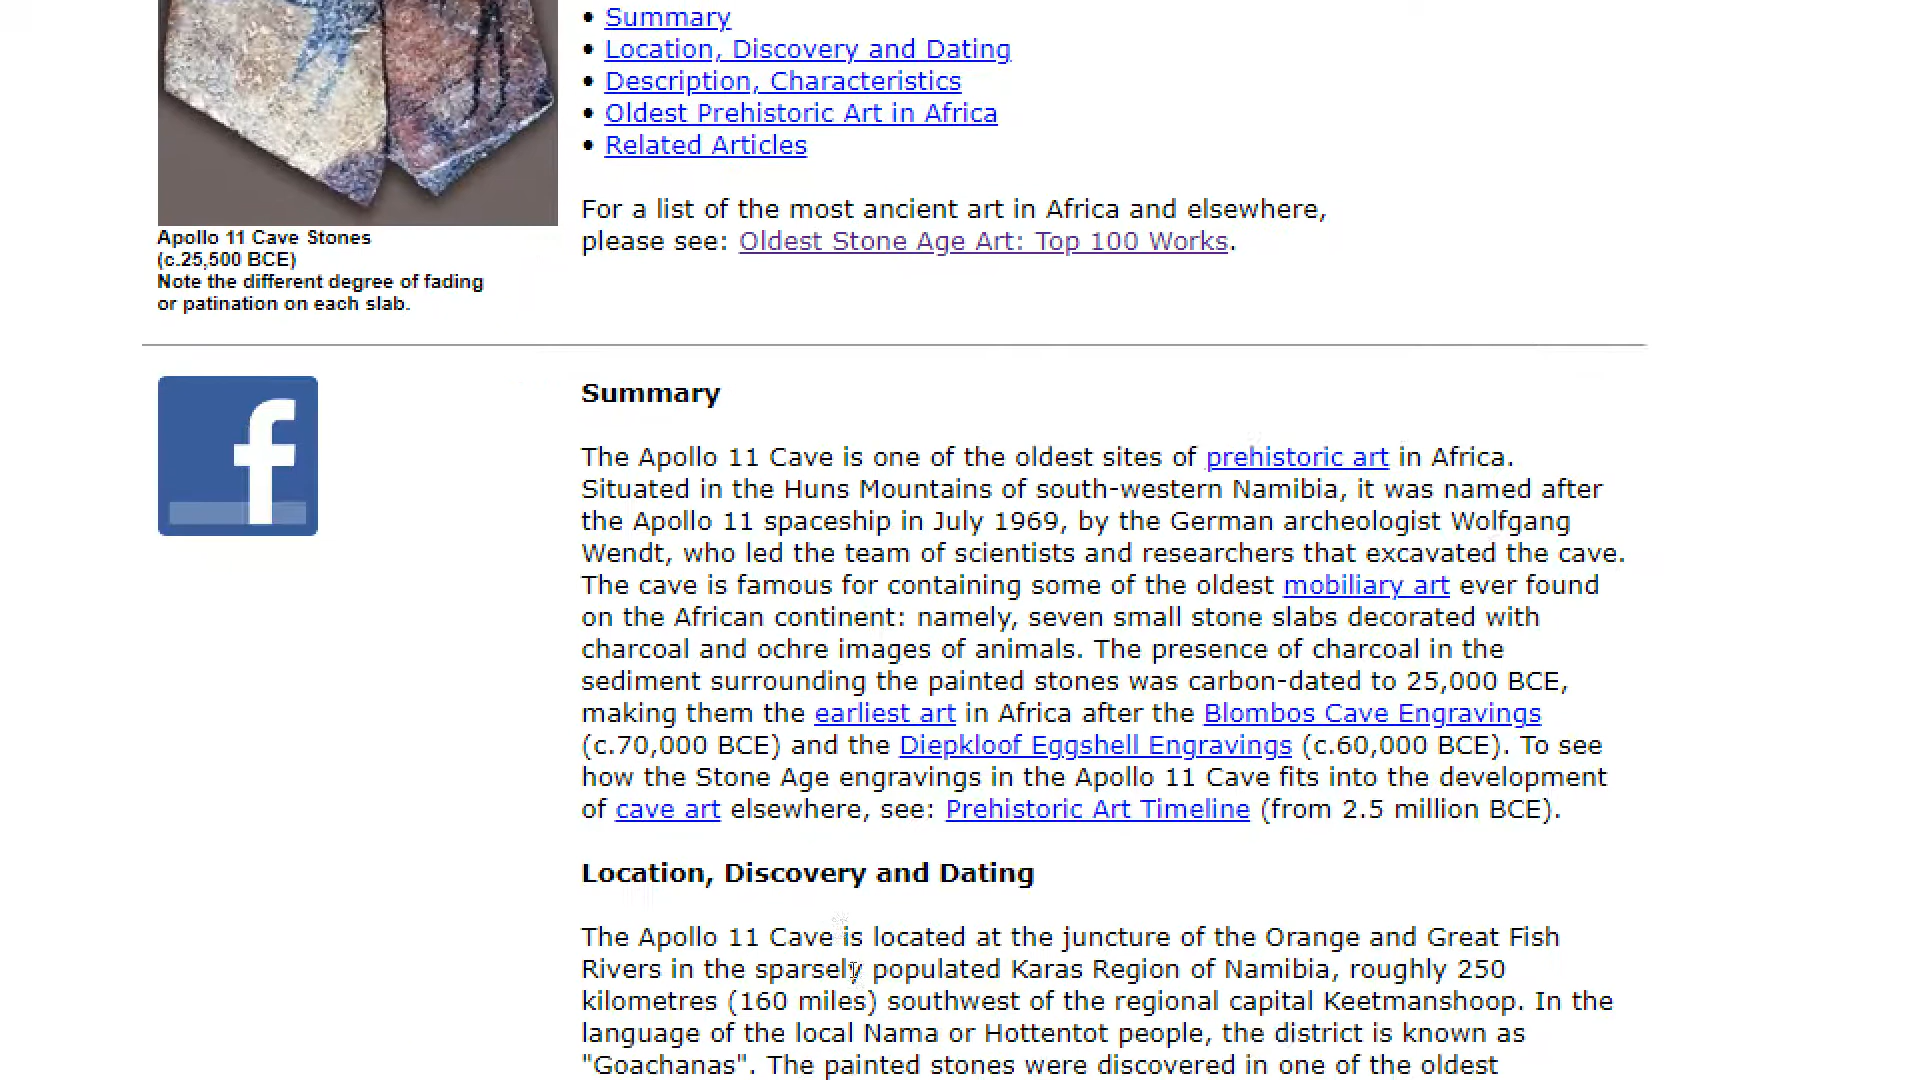 • Summary
• Location, Discovery and Dating
• Description, Characteristics
• Oldest Prehistoric Art in Africa
• Related Articles
For a list of the most ancient art in Africa and elsewhere,
please see: Oldest Stone Age Art: Top 100 Works.
Apollo 11 Cave Stones
(c.25,500 BCE)
Note the different degree of fading
or patination on each slab.
f
Summary
The Apollo 11 Cave is one of the oldest sites of prehistoric art in Africa.
Situated in the Huns Mountains of south-western Namibia, it was named after
the Apollo 11 spaceship in July 1969, by the German archeologist Wolfgang
Wendt, who led the team of scientists and researchers that excavated the cave.
The cave is famous for containing some of the oldest mobiliary art ever found
on the African continent: namely, seven small stone slabs decorated with
charcoal and ochre images of animals. The presence of charcoal in the
sediment surrounding the painted stones was carbon-dated to 25,000 BCE,
making them the earliest art in Africa after the Blombos Cave Engravings
(c.70,000 BCE) and the Diepkloof Eggshell Engravings (c.60,000 BCE). To see
how the Stone Age engravings in the Apollo 11 Cave fits into the development
of cave art elsewhere, see: Prehistoric Art Timeline (from 2.5 million BCE).
Location, Discovery and Dating
The Apollo 11 Cave is located at the juncture of the Orange and Great Fish
Rivers in the sparsely populated Karas Region of Namibia, roughly 250
kilometres (160 miles) southwest of the regional capital Keetmanshoop. In the
language of the local Nama or Hottentot people, the district is known as
"Goachanas". The painted stones were discovered in one of the oldest